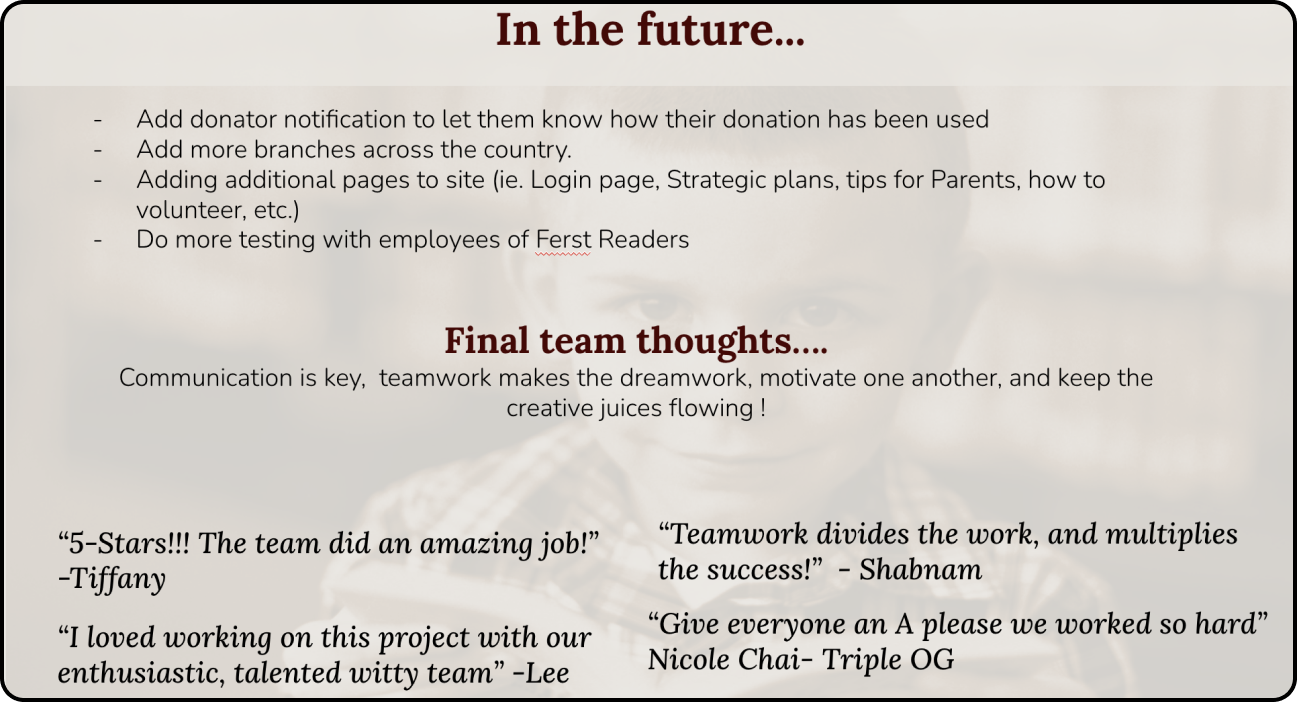 In the future...
- Add donator notification to let them know how their donation has been used
- Add more branches across the country.
- Adding additional pages to site (ie. Login page, Strategic plans, tips for Parents, how to
volunteer, etc.)
- Do more testing with employees of Ferst Readers
Final team thoughts....
Communication is key,  teamwork makes the dreamwork, motivate one another, and keep the
creative juices flowing !
“5-Stars!!! The team did an amazing job!”
-Tiffany
“I loved working on this project with our
enthusiastic, talented witty team” -Lee
“Teamwork divides the work, and multiplies
the success!”  - Shabnam
“Give everyone an A please we worked so hard”
Nicole Chai- Triple OG